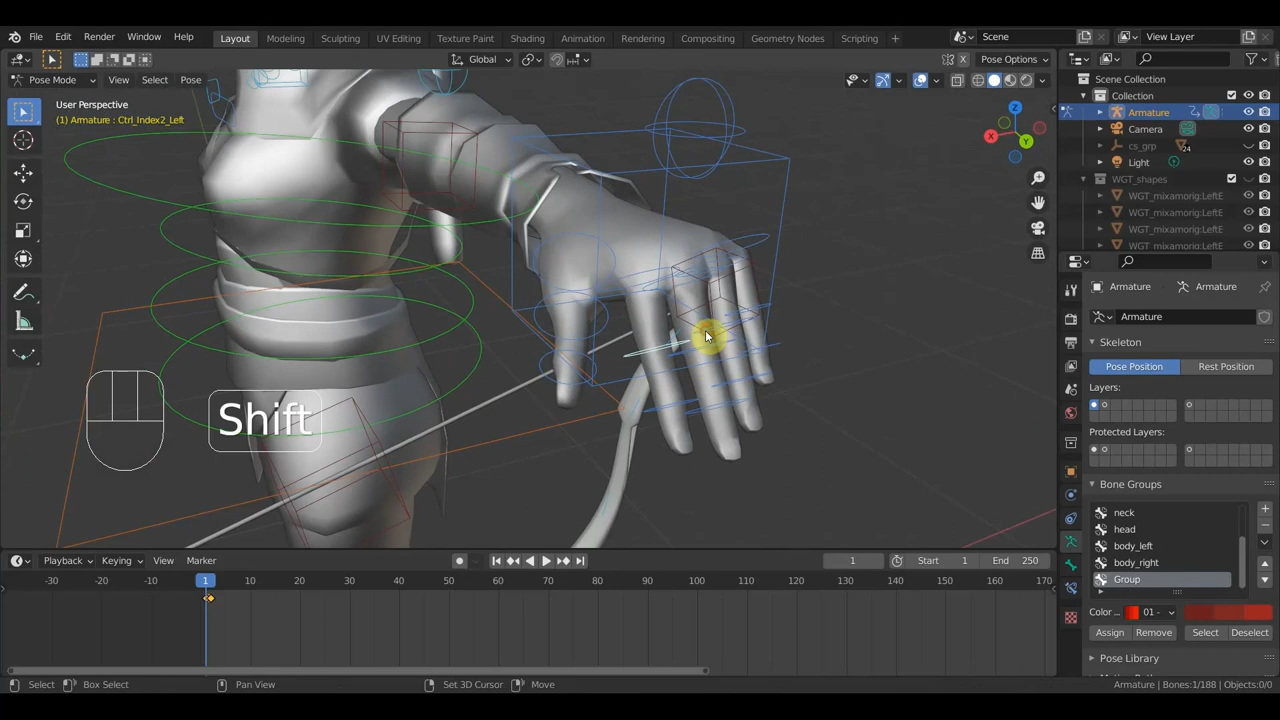 File Edit Render Window Help Layout Modeling Sculpting UV Editing Texture Paint Shading Animation Rendering Compositing Geometry Nodes Scripting + Scene View Layer
Global Pose Options
Pose Mode View Select Pose
User Perspective
(1) Armature : Ctrl_Index2_Left
Z
X
Y
Scene Collection
Collection
Armature
Camera
cs_grp 24
Light
WGT_shapes
WGT_mixamorig:LeftE
WGT_mixamorig:LeftE
WGT_mixamorig:LeftE
WGT_mixamorig:LeftE
Armature Armature
Armature
Skeleton
Pose Position Rest Position
Layers:
Protected Layers:
Bone Groups
neck
head
body_left
body_right
Group
Color ... 01 -
Assign Remove Select Deselect
Pose Library
Shift
Playback Keying View Marker 1 Start 1 End 250
-30 -20 -10 1 10 20 30 40 50 60 70 80 90 100 110 120 130 140 150 160 170
Select Box Select Pan View Set 3D Cursor Move Armature | Bones:1/188 | Objects:0/0